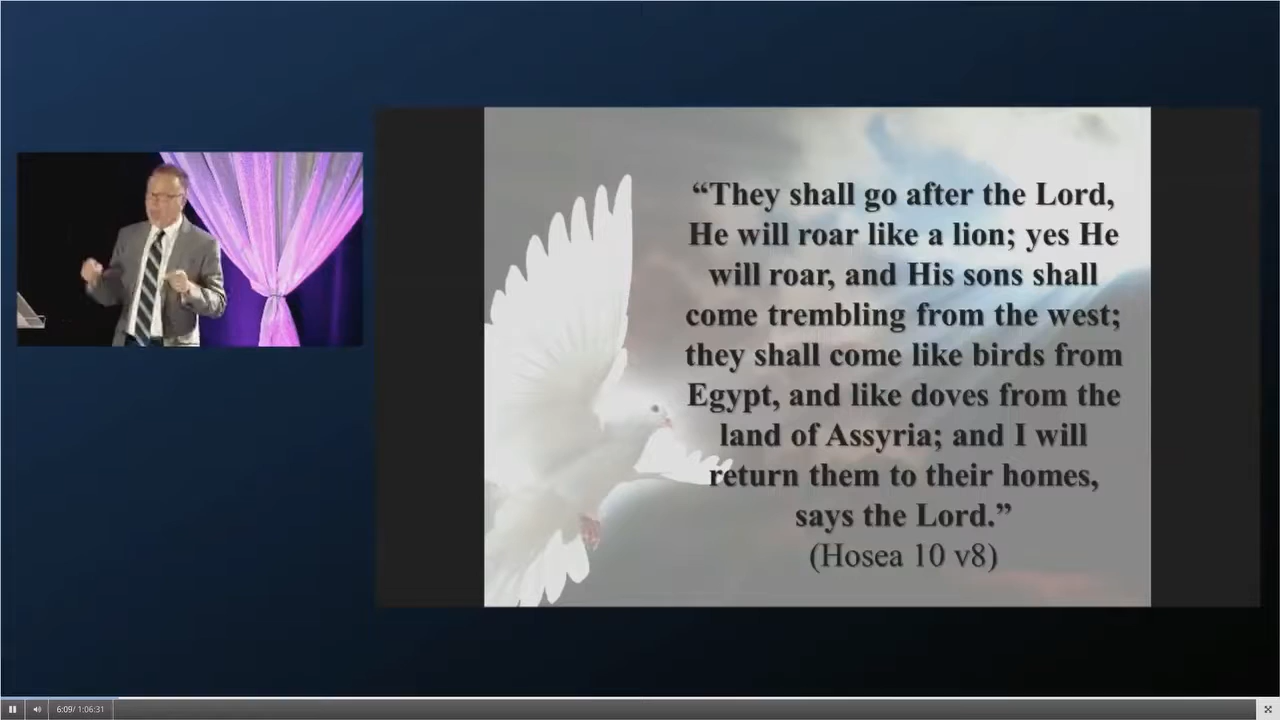 “They shall go after the Lord,
He will roar like a lion; yes He
will roar, and His sons shall
come trembling from the west;
they shall come like birds from
Egypt, and like doves from the
land of Assyria; and I will
return them to their homes,
says the Lord.”
(Hosea 10 v8)
6:09/ 1:06:31